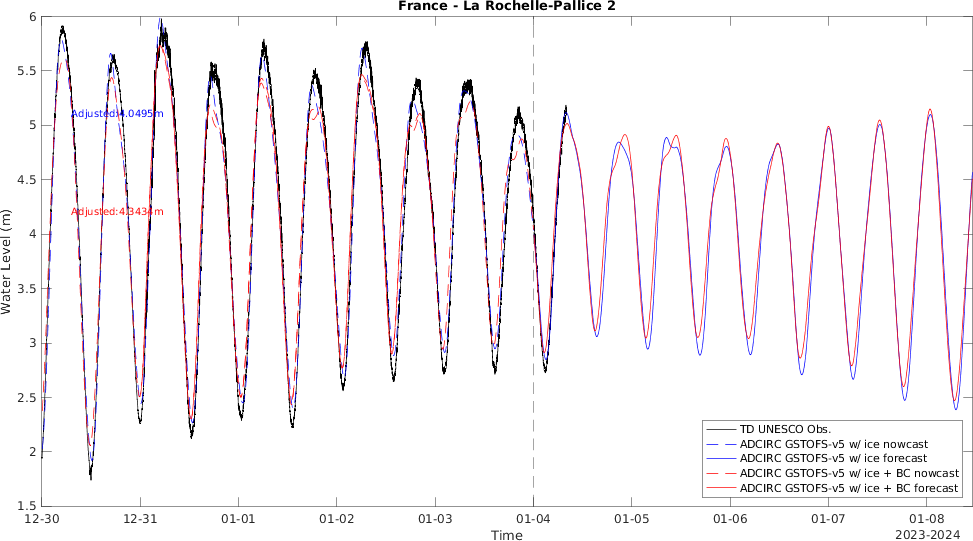 France - La Rochelle-Pallice 2
Water Level (m)
6
5.5
5
4.5
4
3.5
3
2.5
2
1.5
Adjusted:4.0495m
Adjusted:4.3434m
TD UNESCO Obs.
ADCIRC GSTOFS-v5 w/ ice nowcast
ADCIRC GSTOFS-v5 w/ ice forecast
ADCIRC GSTOFS-v5 w/ ice + BC nowcast
ADCIRC GSTOFS-v5 w/ ice + BC forecast
12-30 12-31 01-01 01-02 01-03 01-04 01-05 01-06 01-07 01-08
Time
2023-2024